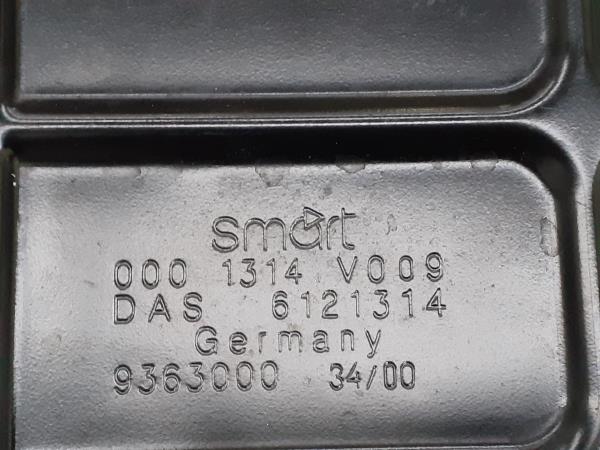 smart
000 1314 V009
DAS 6121314
Germany
9363000 34/00